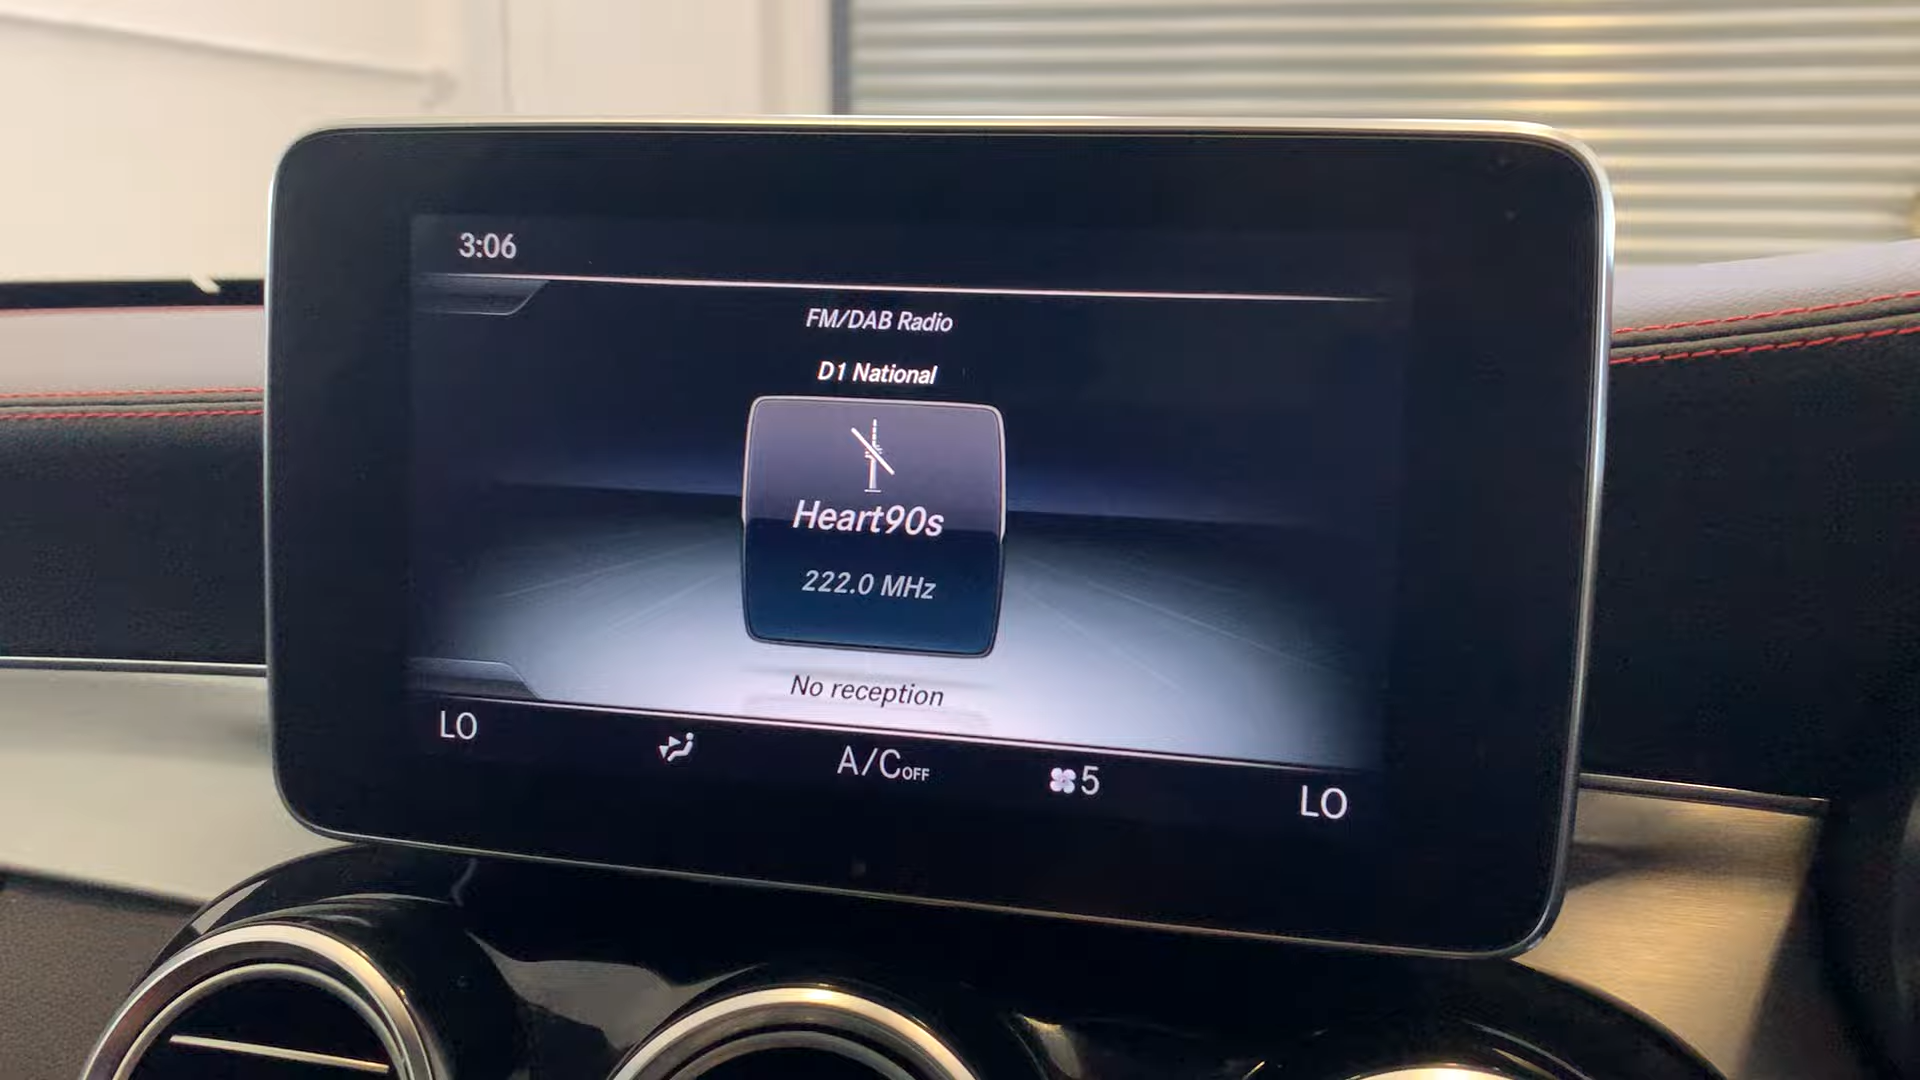 3:06
FM/DAB Radio
D1 National
Heart90s
222.0 MHz
No reception
LO
A/COFF
5
LO